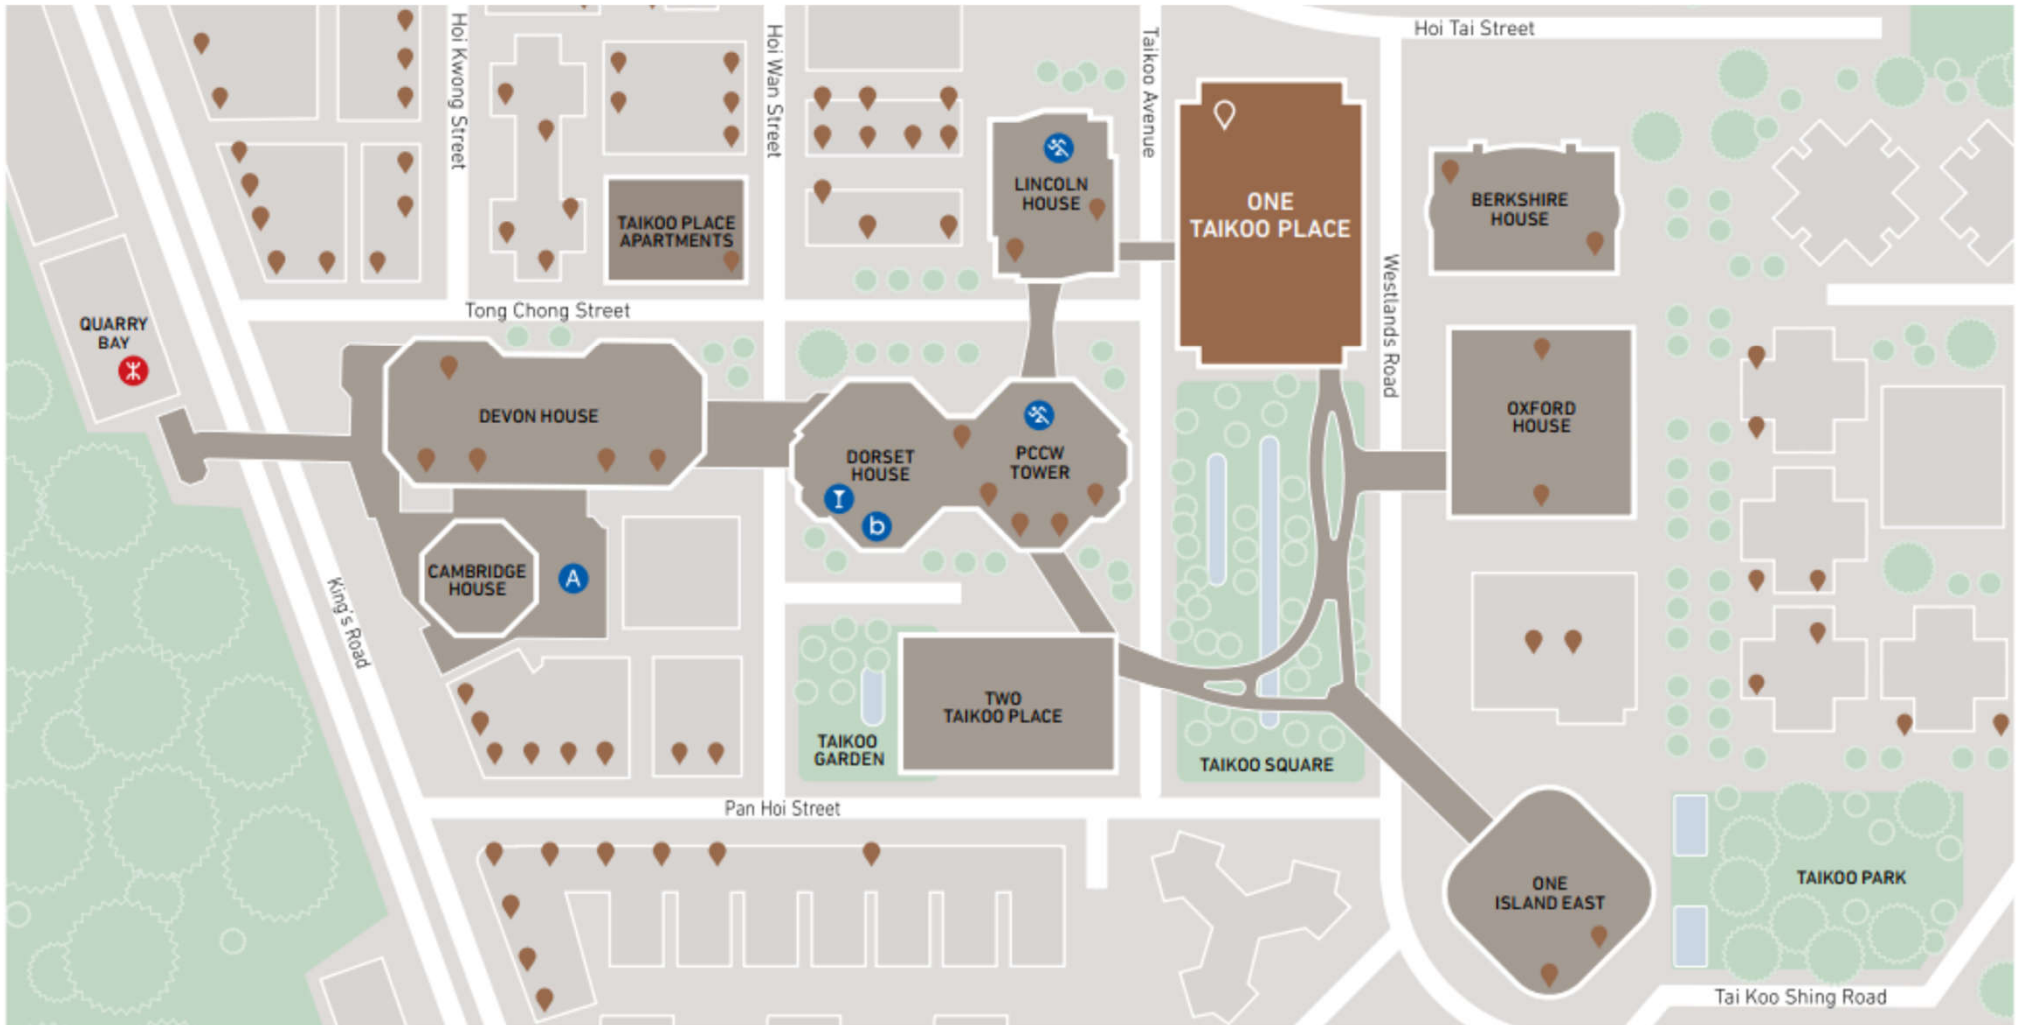 Hoi Kwong Street
Hoi Wan Street
Taikoo Avenue
Hoi Tai Street
LINCOLN
HOUSE
ONE
TAIKOO PLACE
BERKSHIRE
HOUSE
TAIKOO PLACE
APARTMENTS
QUARRY
BAY
Tong Chong Street
Westlands Road
DEVON HOUSE
DORSET
HOUSE
b
PCCW
TOWER
OXFORD
HOUSE
CAMBRIDGE
HOUSE
A
King's Road
TWO
TAIKOO PLACE
TAIKOO
GARDEN
TAIKOO SQUARE
Pan Hoi Street
ONE
ISLAND EAST
TAIKOO PARK
Tai Koo Shing Road